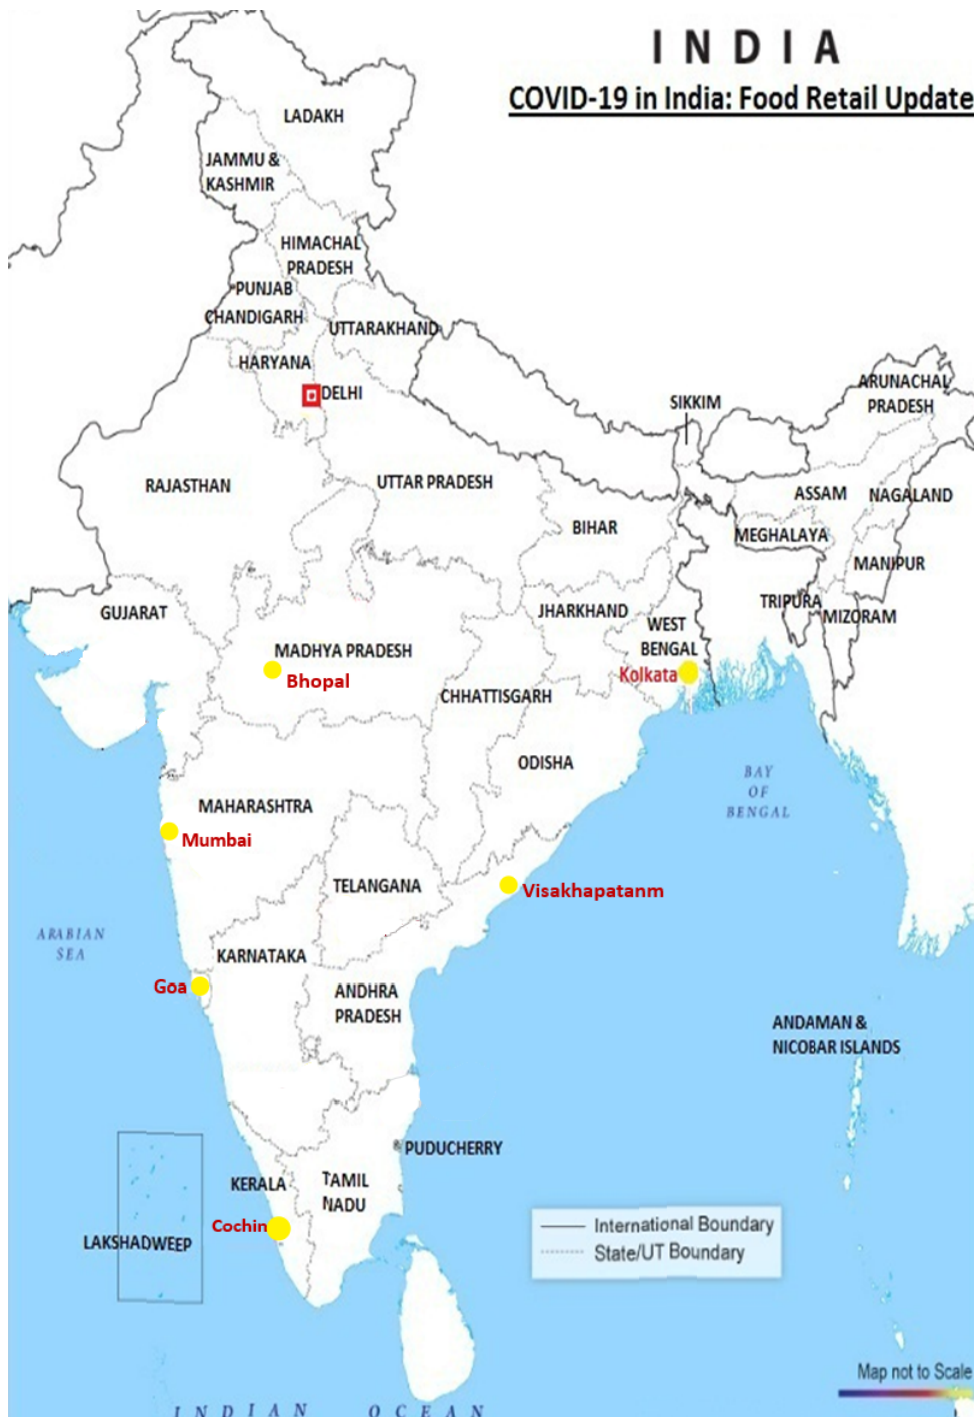 INDIA
COVID-19 in India: Food Retail Update
LADAKH
JAMMU &
KASHMIR
HIMACHAL
PRADESH
PUNJAB
CHANDIGARH
UTTARAKHAND
HARYANA
DELHI
ARUNACHAL
PRADESH
SIKKIM
RAJASTHAN
UTTAR PRADESH
ASSAM
NAGALAND
BIHAR
MEGHALAYA
MANIPUR
GUJARAT
JHARKHAND
TRIPURA
MIZORAM
WEST
BENGAL
MADHYA PRADESH
Bhopal
Kolkata
CHHATTISGARH
ODISHA
BAY
OF
BENGAL
MAHARASHTRA
Mumbai
TELANGANA
Visakhapatanm
ARABIAN
SEA
KARNATAKA
Goa
ANDHRA
PRADESH
ANDAMAN &
NICOBAR ISLANDS
PUDUCHERRY
KERALA
TAMIL
NADU
Cochin
LAKSHADWEEP
International Boundary
State/UT Boundary
Map not to Scale
INDIAN OCEAN